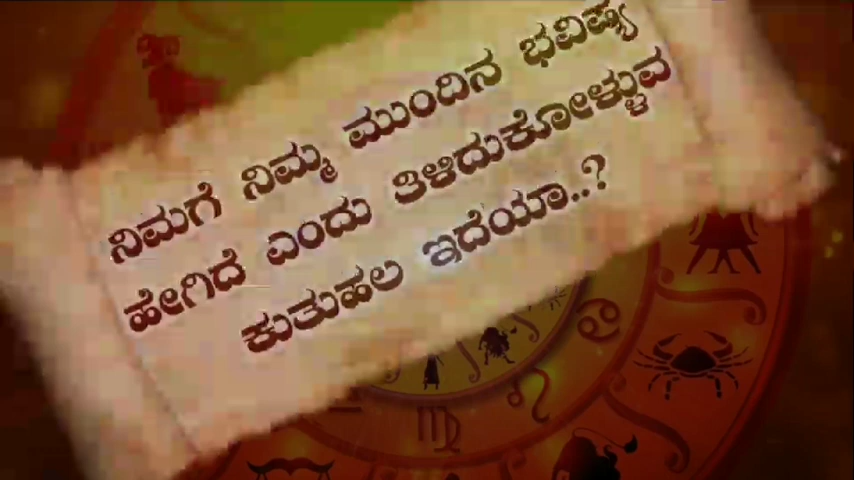 ನಿಮಗೆ ನಿಮ್ಮ ಮುಂದಿನ ಭವಿಷ್ಯ
ಹೇಗಿದೆ ಎಂದು ತಿಳಿದುಕೋಳ್ಳುವ
ಕುತುಹಲ ಇದೆಯಾ..?